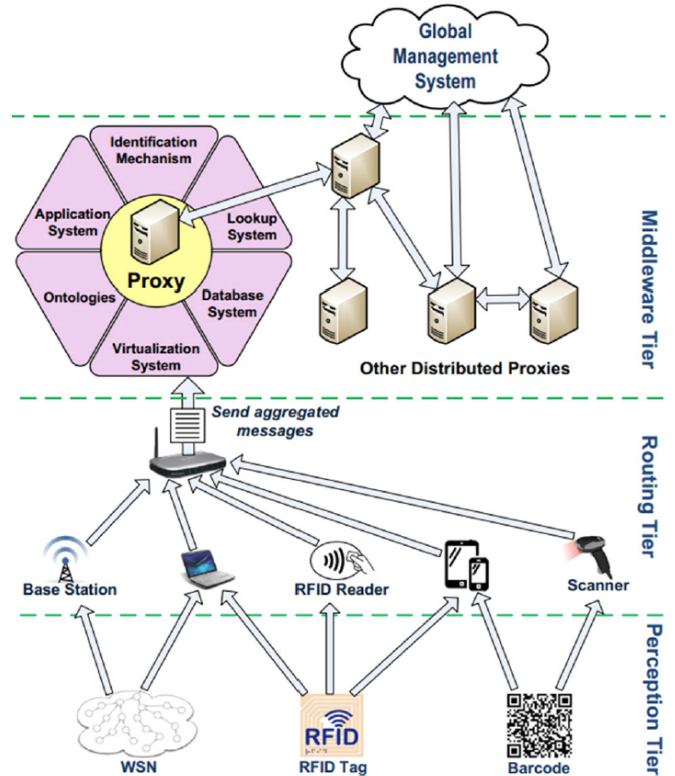 Global
Management
System
Identification
Mechanism
Application
System
Lookup
System
Proxy
Ontologies
Database
System
Virtualization
System
Other Distributed Proxies
Middleware Tier
Send aggregated
messages
Routing Tier
Base Station
RFID Reader
Scanner
Perception Tier
WSN
RFID
RFID Tag
Barcode